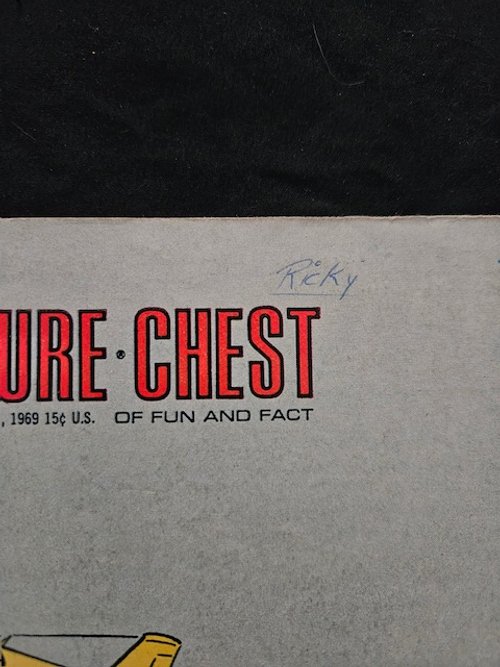 Ricky
URE · CHEST
, 1969 15¢ U.S. OF FUN AND FACT